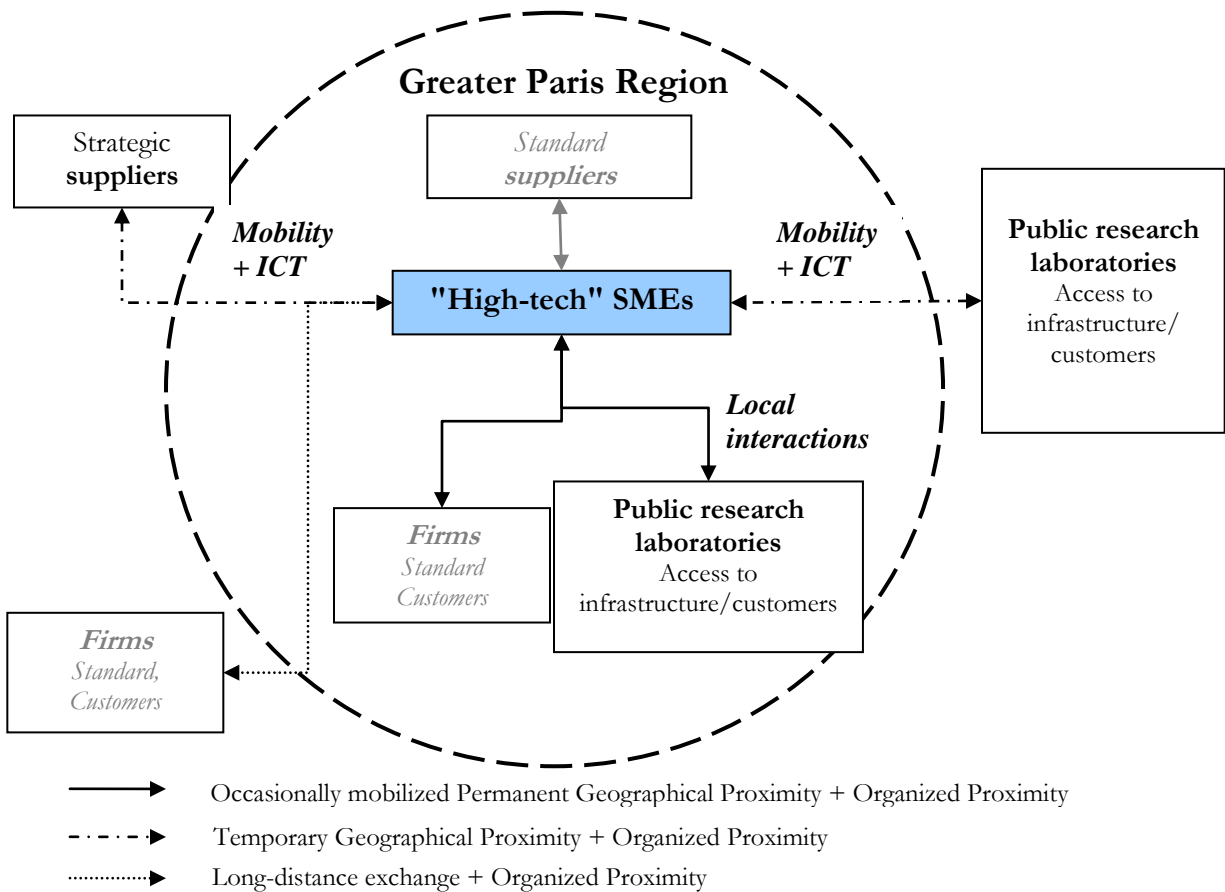 Greater Paris Region
Strategic
suppliers
Standard
suppliers
Mobility
+ ICT
Mobility
+ ICT
"High-tech" SMEs
Public research
laboratories
Access to
infrastructure/
customers
Local
interactions
Firms
Standard
Customers
Public research
laboratories
Access to
infrastructure/customers
Firms
Standard,
Customers
Occasionally mobilized Permanent Geographical Proximity + Organized Proximity
Temporary Geographical Proximity + Organized Proximity
Long-distance exchange + Organized Proximity